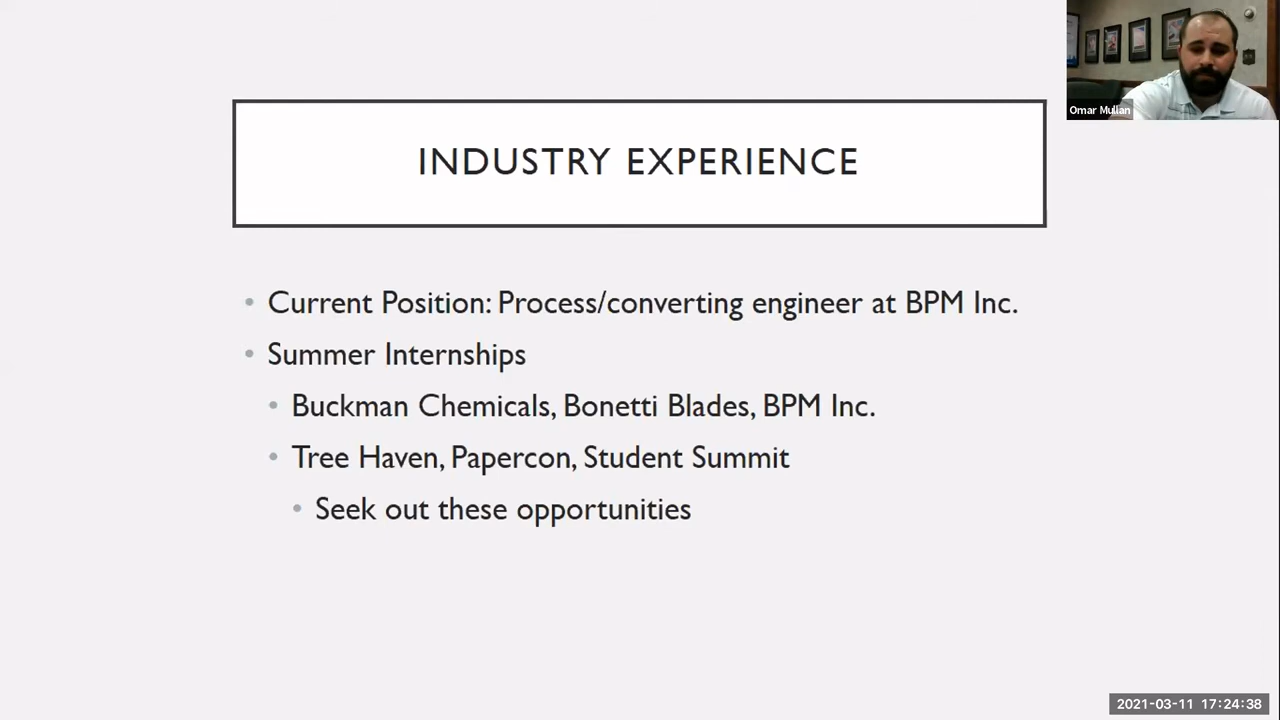 Omar Mullan
INDUSTRY EXPERIENCE
• Current Position: Process/converting engineer at BPM Inc.
• Summer Internships
• Buckman Chemicals, Bonetti Blades, BPM Inc.
• Tree Haven, Papercon, Student Summit
• Seek out these opportunities
2021-03-11 17:24:38